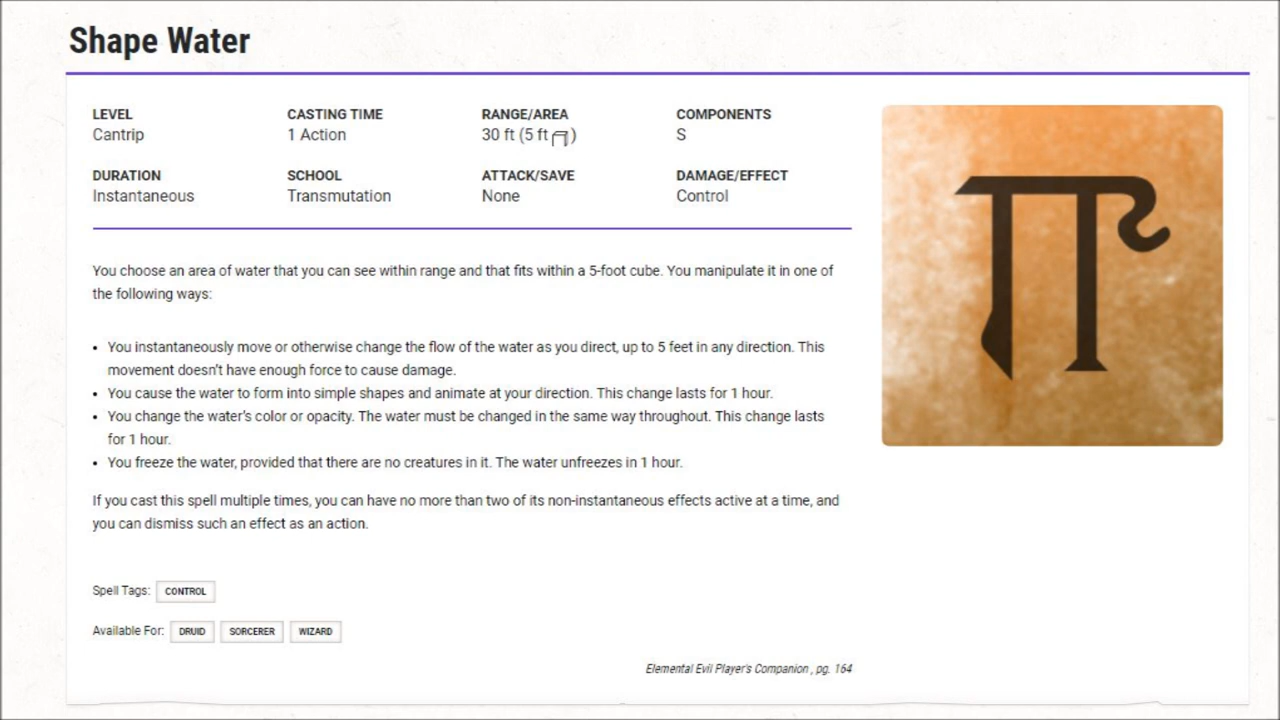 Shape Water
LEVEL
Cantrip
CASTING TIME
1 Action
RANGE/AREA
30 ft (5 ft )
COMPONENTS
S
DURATION
Instantaneous
SCHOOL
Transmutation
ATTACK/SAVE
None
DAMAGE/EFFECT
Control
You choose an area of water that you can see within range and that fits within a 5-foot cube. You manipulate it in one of
the following ways:
• You instantaneously move or otherwise change the flow of the water as you direct, up to 5 feet in any direction. This
movement doesn't have enough force to cause damage.
• You cause the water to form into simple shapes and animate at your direction. This change lasts for 1 hour.
• You change the water's color or opacity. The water must be changed in the same way throughout. This change lasts
for 1 hour.
• You freeze the water, provided that there are no creatures in it. The water unfreezes in 1 hour.
If you cast this spell multiple times, you can have no more than two of its non-instantaneous effects active at a time, and
you can dismiss such an effect as an action.
Spell Tags: CONTROL
Available For: DRUID SORCERER WIZARD
Elemental Evil Player's Companion , pg. 164